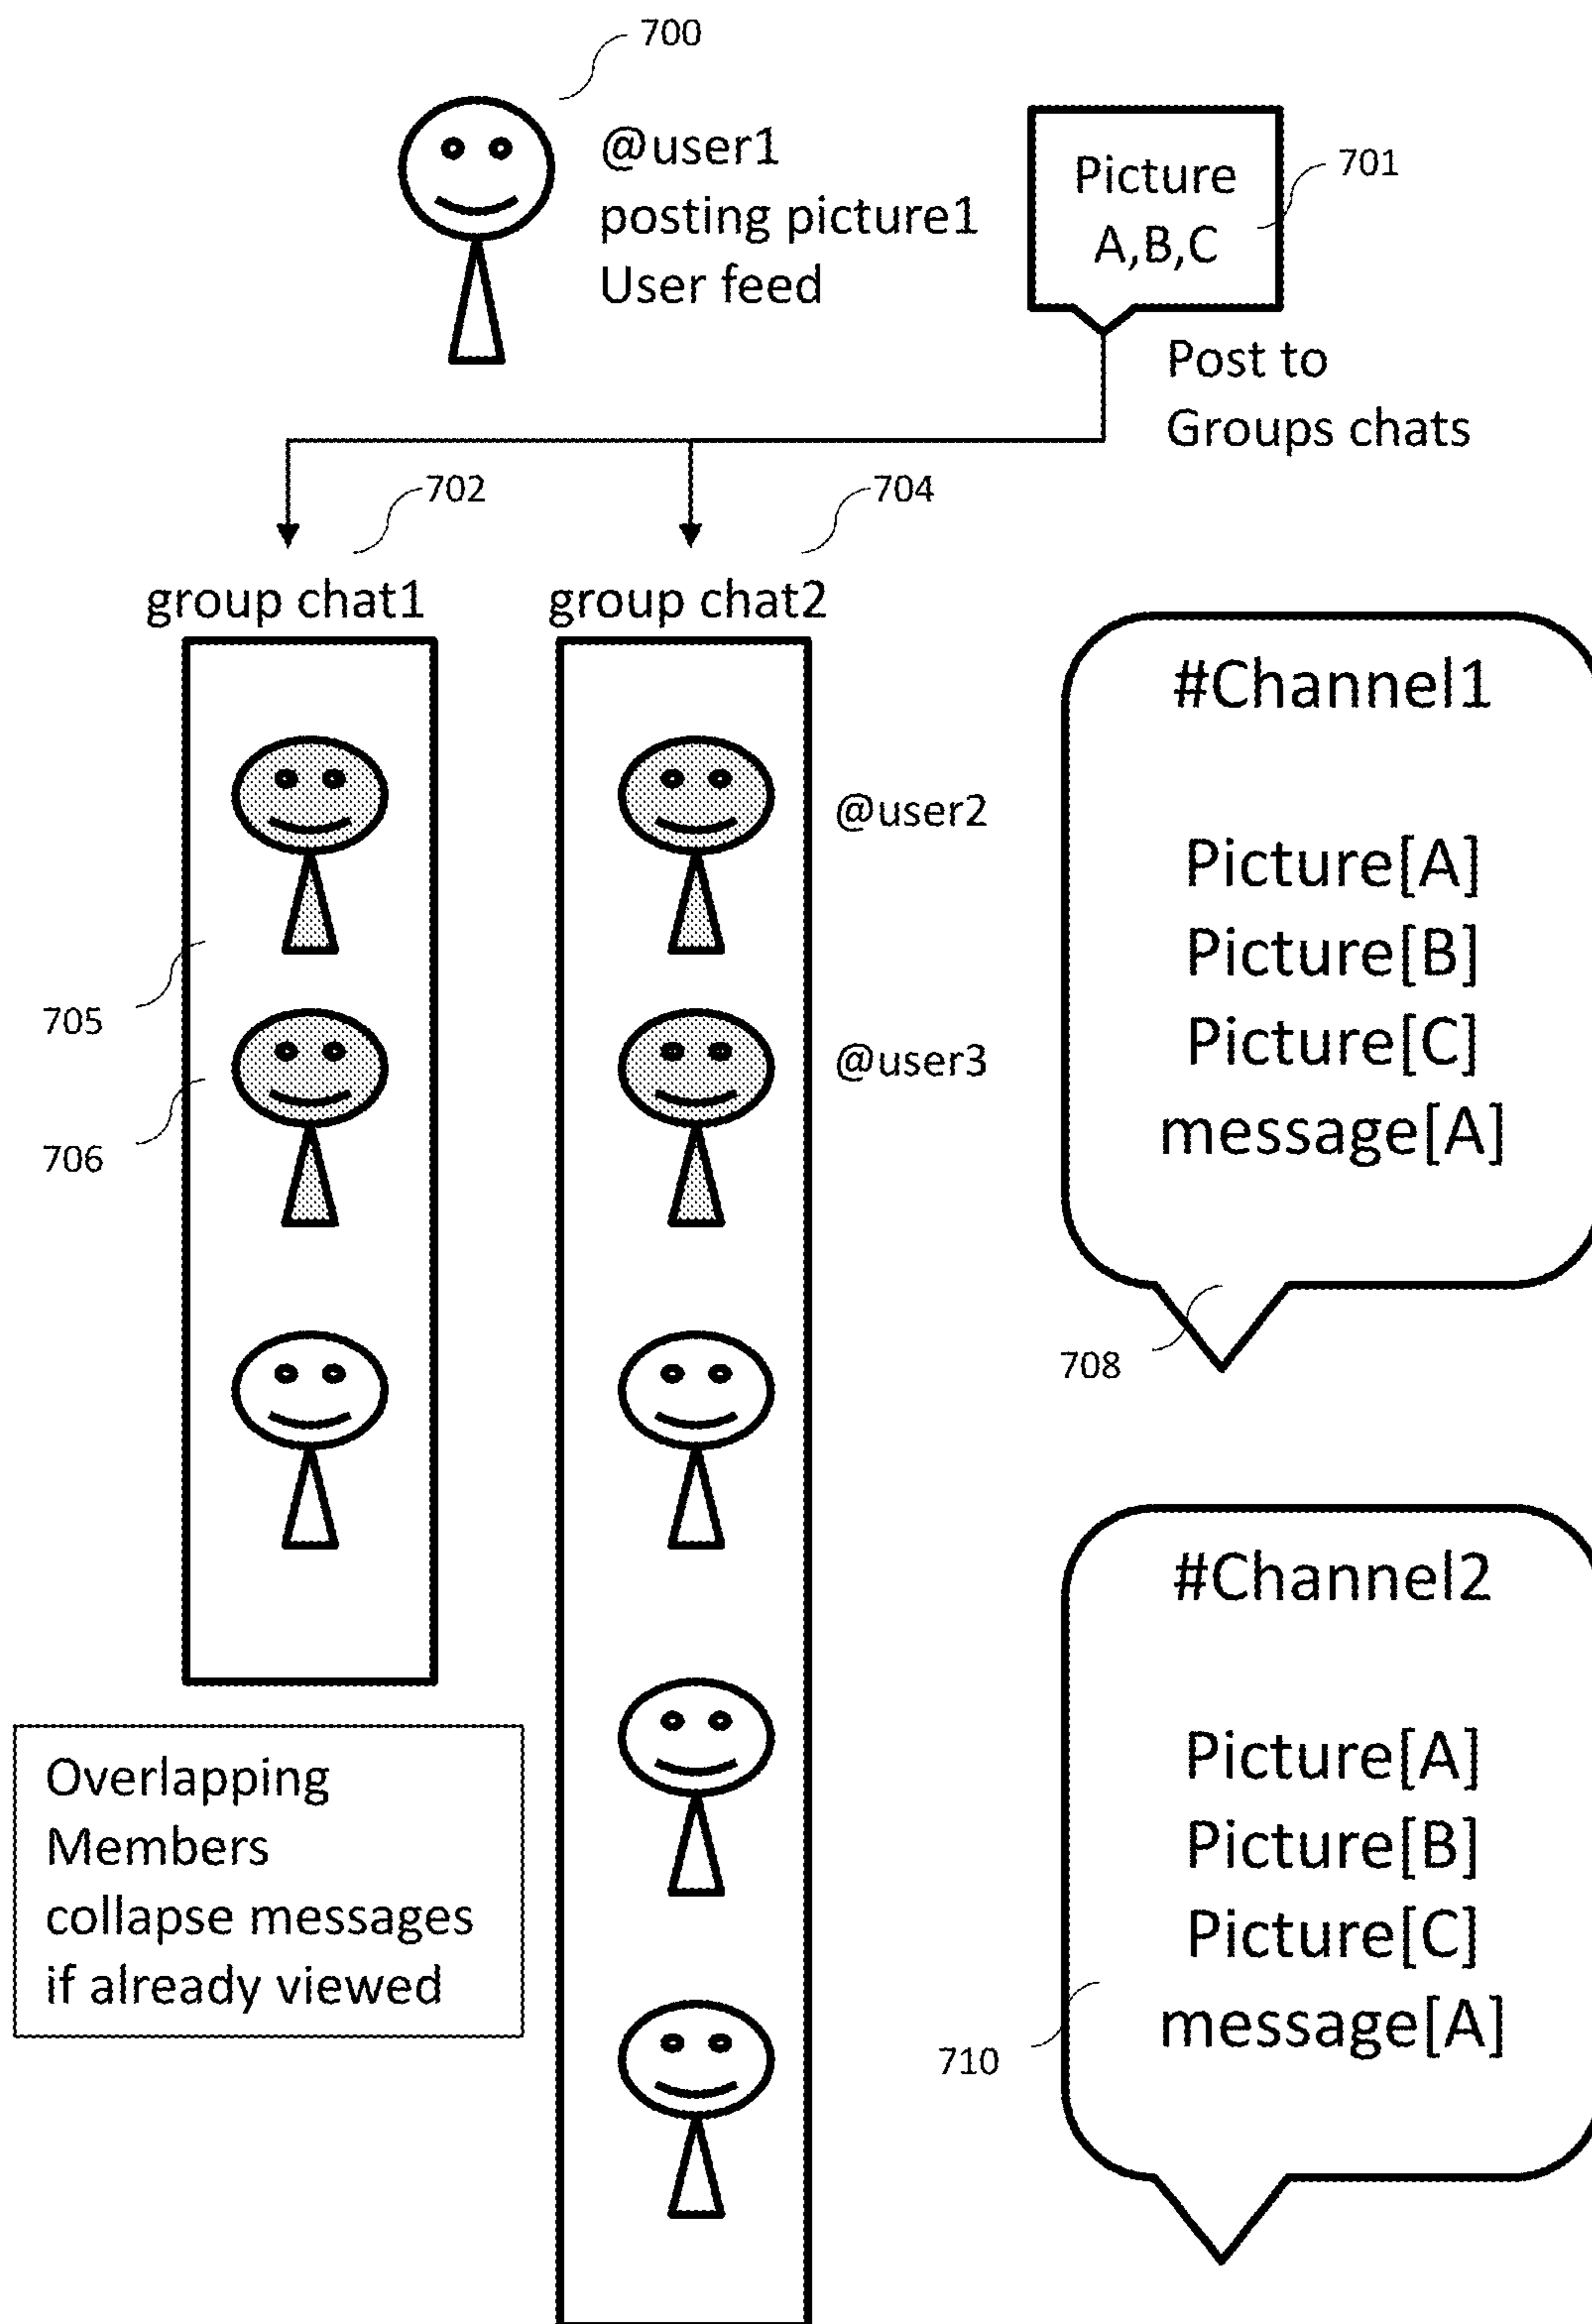 700
@user1
posting picture1
User feed
Picture
A,B,C
701
Post to
Groups chats
702
704
group chat1
group chat2
@user2
@user3
705
706
#Channel1
Picture[A]
Picture[B]
Picture[C]
message[A]
708
Overlapping
Members
collapse messages
if already viewed
#Channel2
Picture[A]
Picture[B]
Picture[C]
message[A]
710